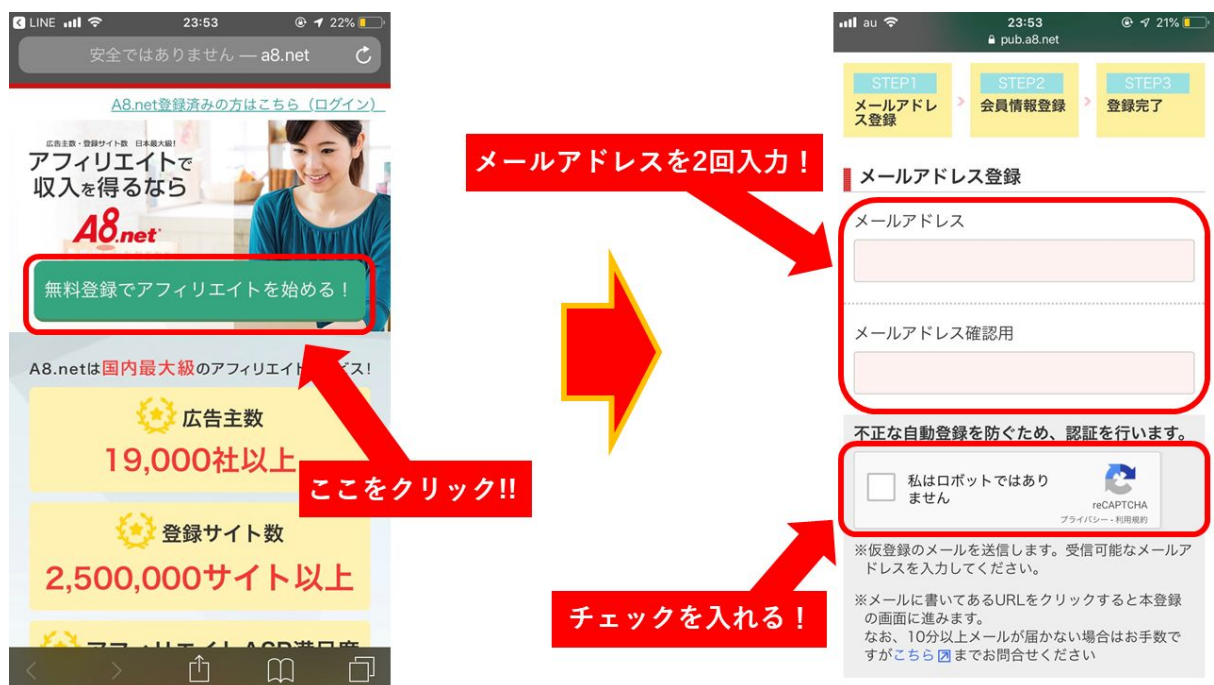 LINE
23:53
22%
安全ではありません — a8.net
A8.net登録済みの方はこちら（ログイン）
広告主数・登録サイト数 日本最大級!
アフィリエイトで
収入を得るなら
A8.net
無料登録でアフィリエイトを始める！
A8.netは国内最大級のアフィリエイト
ビス!
広告主数
19,000社以上
ここをクリック!!
登録サイト数
2,500,000サイト以上
au
23:53
21%
pub.a8.net
STEP1
メールアドレ
ス登録
STEP2
会員情報登録
STEP3
登録完了
メールアドレスを2回入力！
メールアドレス登録
メールアドレス
メールアドレス確認用
不正な自動登録を防ぐため、認証を行います。
私はロボットではあり
ません
reCAPTCHA
プライバシー - 利用規約
チェックを入れる！
※仮登録のメールを送信します。受信可能なメールア
ドレスを入力してください。
※メールに書いてあるURLをクリックすると本登録
の画面に進みます。
なお、10分以上メールが届かない場合はお手数で
すがこちらまでお問合せください